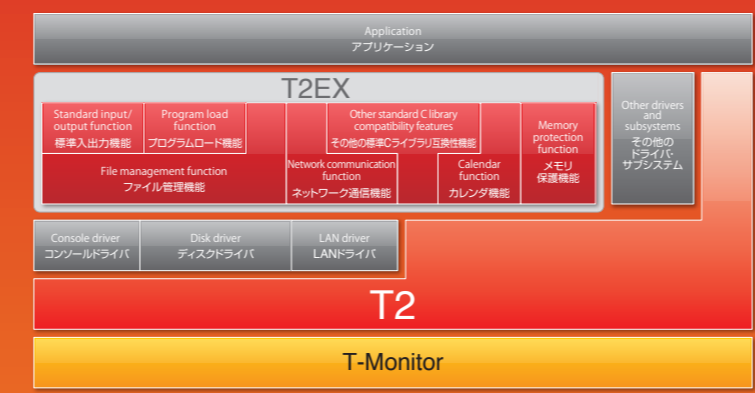 Application
アプリケーション
T2EX
Standard input/
output function
標準入出力機能
Program load
function
プログラムロード機能
Other standard C library
compatibility features
その他の標準Cライブラリ互換性機能
Memory
protection
function
メモリ
保護機能
File management function
ファイル管理機能
Network communication
function
ネットワーク通信機能
Calendar
function
カレンダ機能
Other drivers
and
subsystems
その他の
ドライバ・
サブシステム
Console driver
コンソールドライバ
Disk driver
ディスクドライバ
LAN driver
LANドライバ
T2
T-Monitor